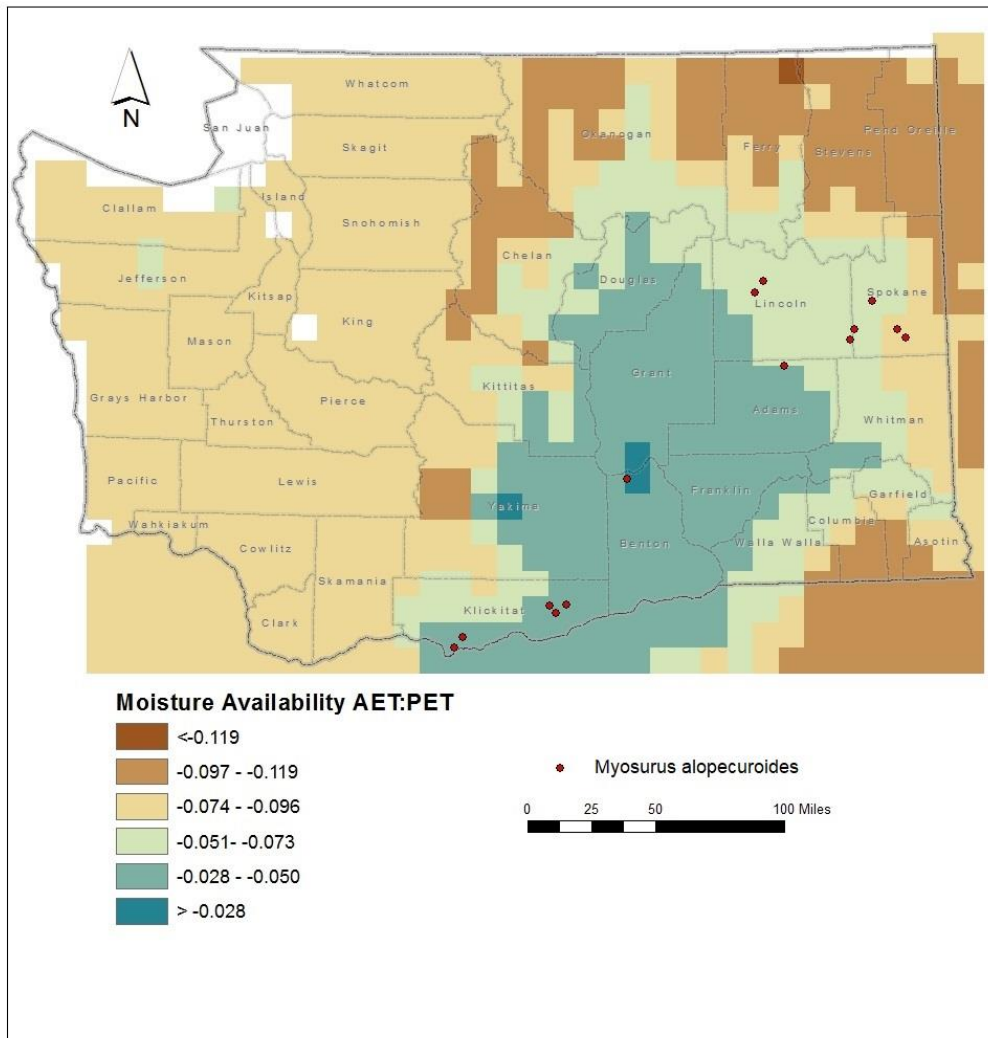 N
Whatcom
San Juan
Okanogan
Pend Oreille
Skagit
Ferry
Stevens
Island
Clallam
Snohomish
Chelan
Jefferson
Douglas
Kitsap
Lincoln
Spokane
King
Mason
Grant
Kittitas
Grays Harbor
Pierce
Thurston
Adams
Whitman
Pacific
Lewis
Franklin
Garfield
Yakima
Wahkiakum
Columbia
Cowlitz
Benton
Walla Walla
Asotin
Skamania
Klickitat
Clark
Moisture Availability AET:PET
<-0.119
-0.097 - -0.119
-0.074 - -0.096
-0.051- -0.073
-0.028 - -0.050
> -0.028
Myosurus alopecuroides
0 25 50 100 Miles